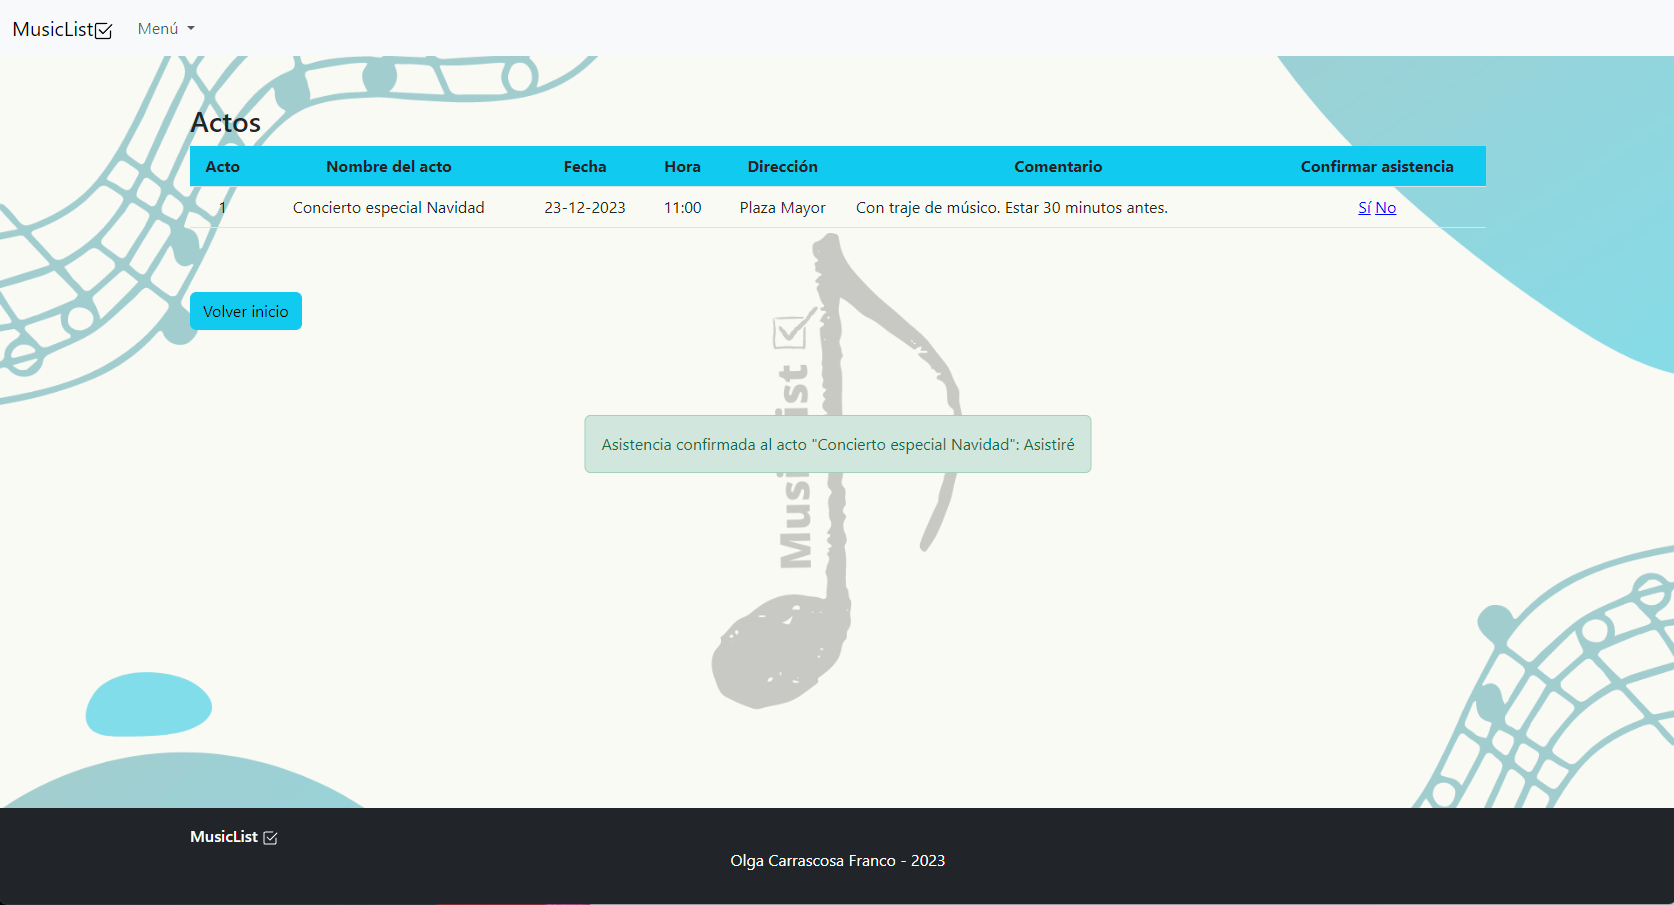 MusicList Menú
Actos
Acto Nombre del acto Fecha Hora Dirección Comentario Confirmar asistencia
1 Concierto especial Navidad 23-12-2023 11:00 Plaza Mayor Con traje de músico. Estar 30 minutos antes. Sí No
Volver inicio
MusicList
Asistencia confirmada al acto "Concierto especial Navidad": Asistiré
MusicList
Olga Carrascosa Franco - 2023